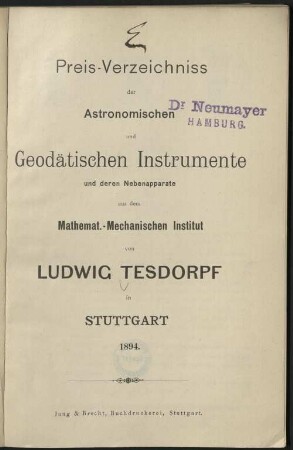 Preis-Verzeichniss
der
Astronomischen
und
Geodätischen Instrumente
und deren Nebenapparate
aus dem
Mathemat.-Mechanischen Institut
von
LUDWIG TESDORPF
in
STUTTGART
1894.
Jung & Brecht, Buchdruckerei, Stuttgart.
Dr Neumayer
HAMBURG.